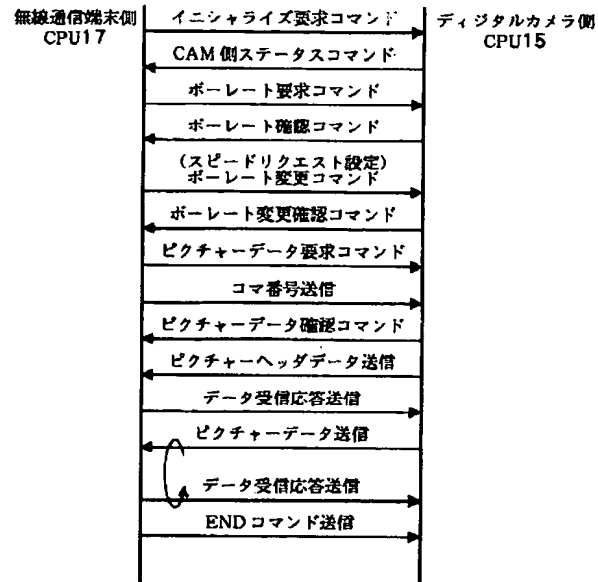 無線通信端末側
CPU17
ディジタルカメラ側
CPU15
イニシャライズ要求コマンド
CAM側ステータスコマンド
ボーレート要求コマンド
ボーレート確認コマンド
(スピードリクエスト設定)
ボーレート変更コマンド
ボーレート変更確認コマンド
ピクチャーデータ要求コマンド
コマ番号送信
ピクチャーデータ確認コマンド
ピクチャーヘッダデータ送信
データ受信応答送信
ピクチャーデータ送信
データ受信応答送信
ENDコマンド送信